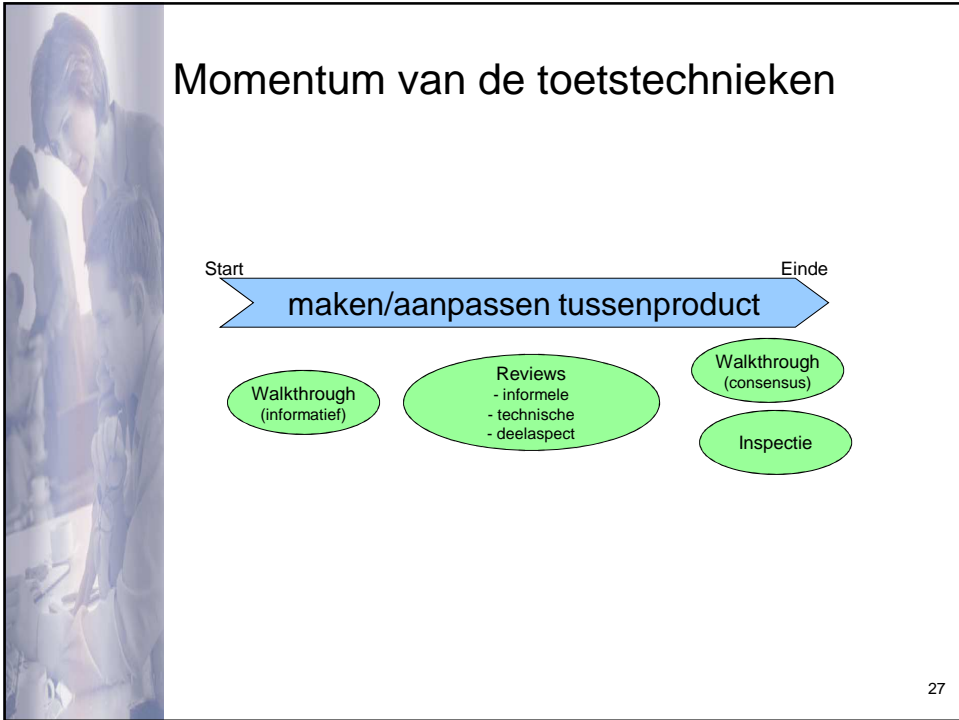 Momentum van de toetstechnieken
Start
Einde
maken/aanpassen tussenproduct
Walkthrough
(informatief)
Reviews
- informele
- technische
- deelaspect
Walkthrough
(consensus)
Inspectie
27